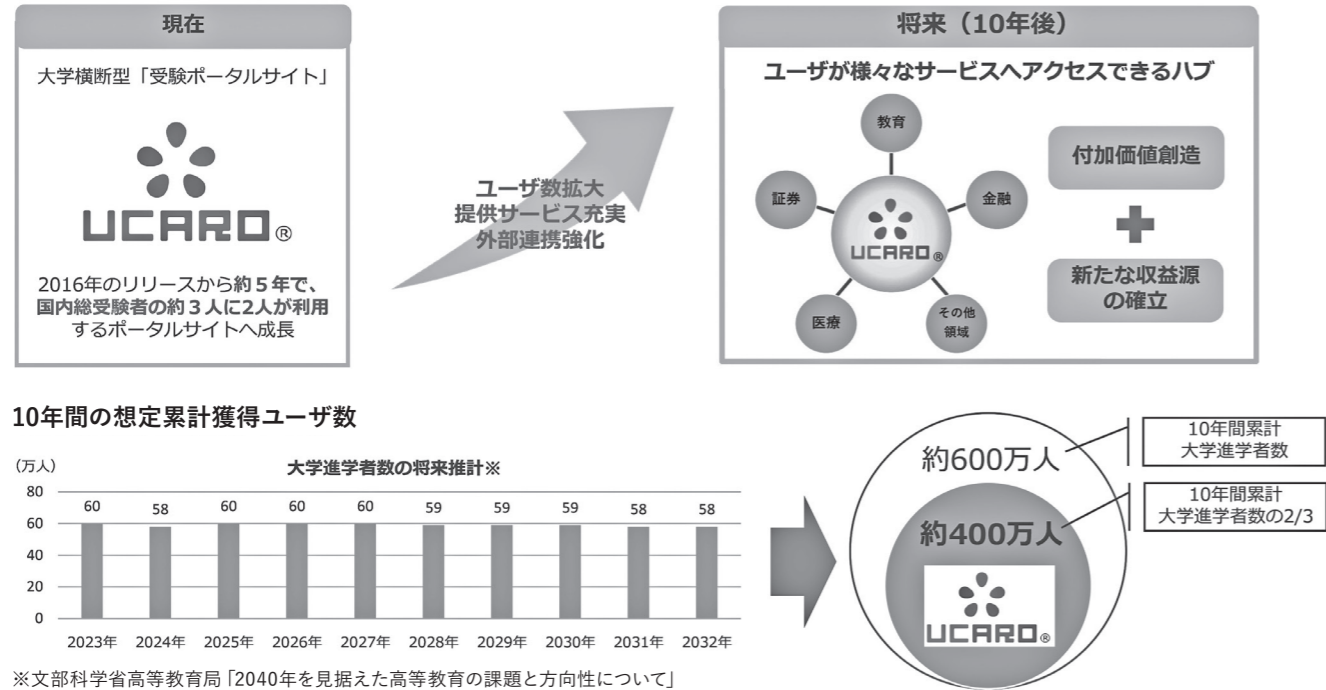 現在
大学横断型「受験ポータルサイト」
UCARO®
2016年のリリースから約5年で、
国内総受験者の約3人に2人が利用
するポータルサイトへ成長
ユーザ数拡大
提供サービス充実
外部連携強化
将来（10年後）
ユーザが様々なサービスへアクセスできるハブ
教育
証券
金融
UCARO®
医療
その他
領域
付加価値創造
新たな収益源
の確立
10年間の想定累計獲得ユーザ数
（万人）
大学進学者数の将来推計※
80
60
40
20
0
60 58 60 60 60 59 59 59 58 58
2023年 2024年 2025年 2026年 2027年 2028年 2029年 2030年 2031年 2032年
※文部科学省高等教育局「2040年を見据えた高等教育の課題と方向性について」
約600万人
約400万人
UCARO®
10年間累計
大学進学者数
10年間累計
大学進学者数の2/3